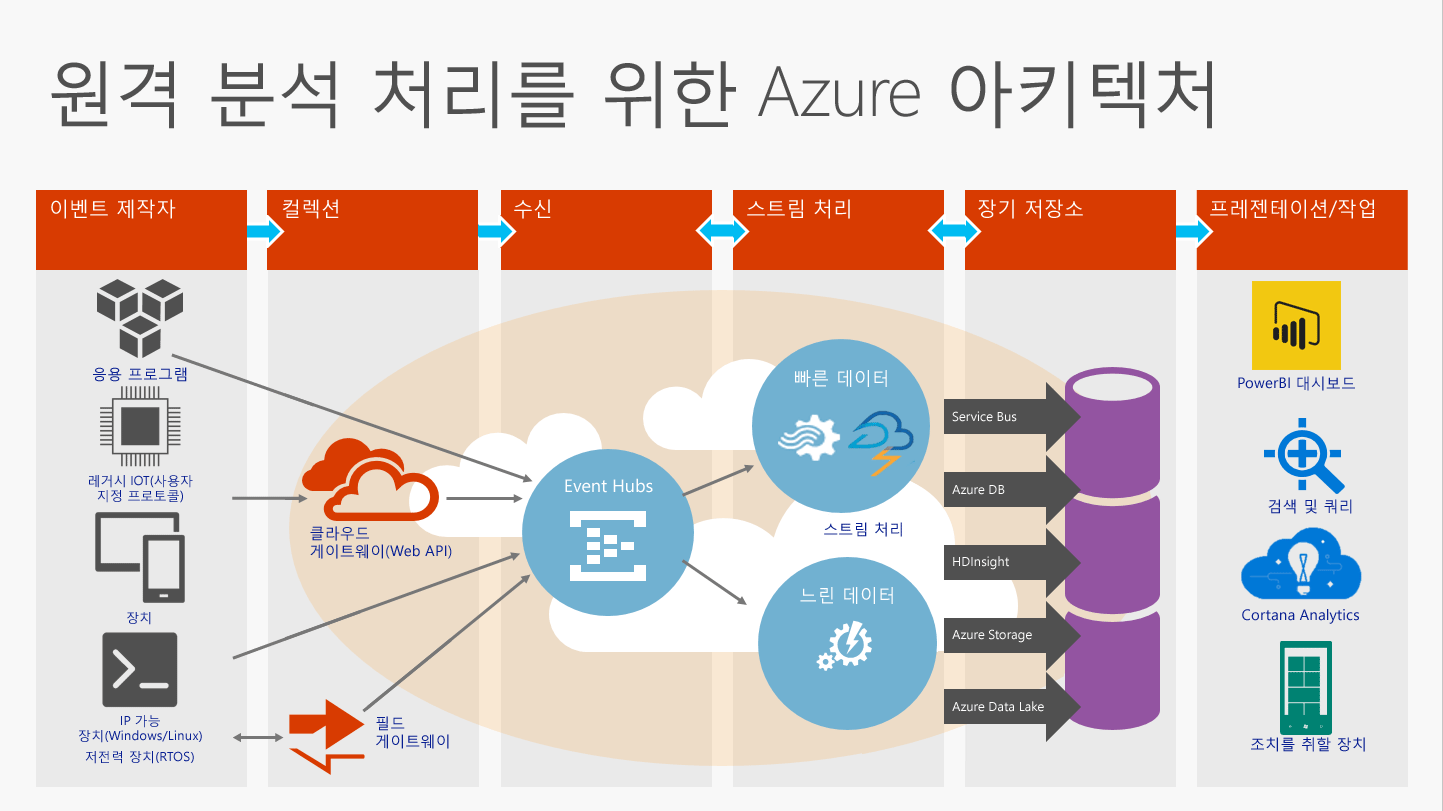 원격 분석 처리를 위한 Azure 아키텍처
이벤트 제작자
컬렉션
수신
스트림 처리
장기 저장소
프레젠테이션/작업
응용 프로그램
레거시 IOT(사용자
지정 프로토콜)
장치
IP 가능
장치(Windows/Linux)
저전력 장치(RTOS)
클라우드
게이트웨이(Web API)
필드
게이트웨이
Event Hubs
빠른 데이터
스트림 처리
느린 데이터
Service Bus
Azure DB
HDInsight
Azure Storage
Azure Data Lake
PowerBI 대시보드
검색 및 쿼리
Cortana Analytics
조치를 취할 장치